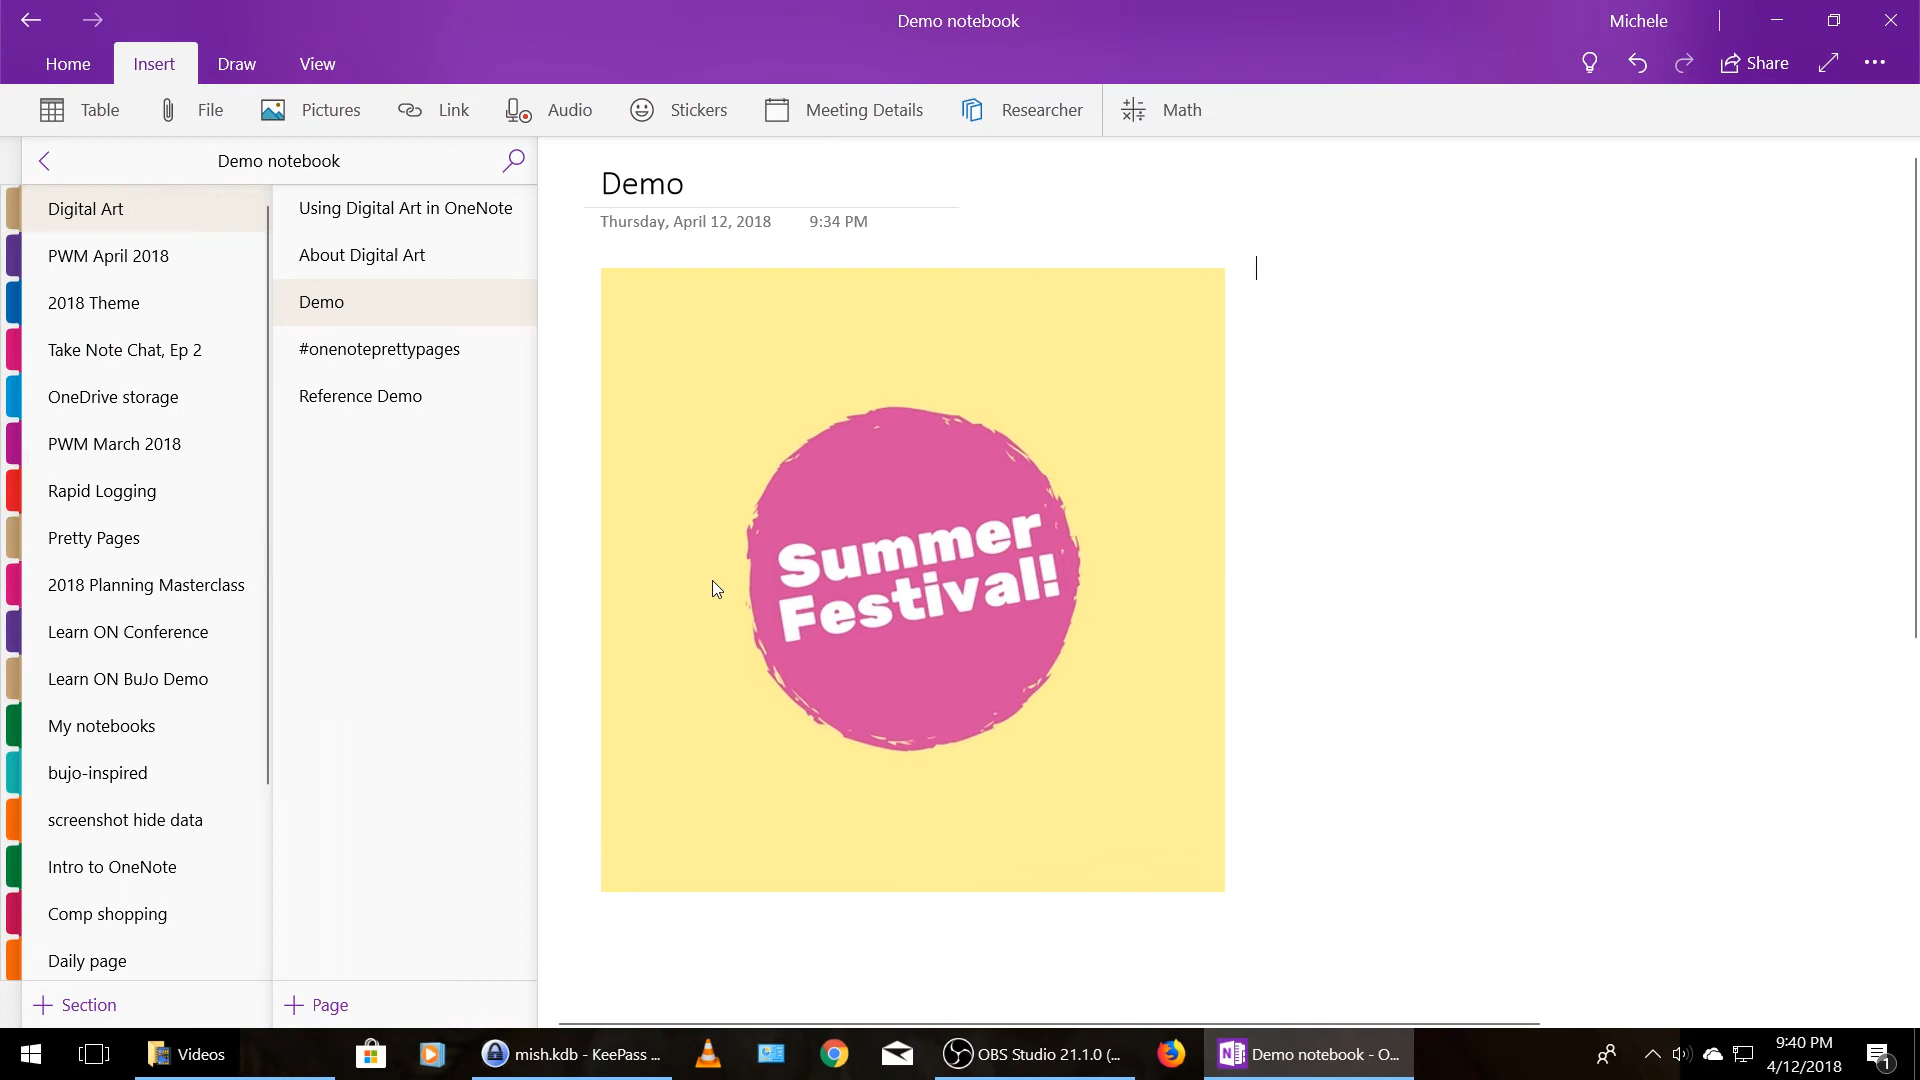 Demo notebook
Michele
Home
Insert
Draw
View
Share
Table
File
Pictures
Link
Audio
Stickers
Meeting Details
Researcher
Math
Demo notebook
Digital Art
PWM April 2018
2018 Theme
Take Note Chat, Ep 2
OneDrive storage
PWM March 2018
Rapid Logging
Pretty Pages
2018 Planning Masterclass
Learn ON Conference
Learn ON BuJo Demo
My notebooks
bujo-inspired
screenshot hide data
Intro to OneNote
Comp shopping
Daily page
Section
Using Digital Art in OneNote
About Digital Art
Demo
#onenoteprettypages
Reference Demo
Page
Demo
Thursday, April 12, 2018 9:34 PM
Summer
Festival!
Videos
mish.kdb - KeePass ...
OBS Studio 21.1.0 (...
N
Demo notebook - O...
9:40 PM
4/12/2018
1